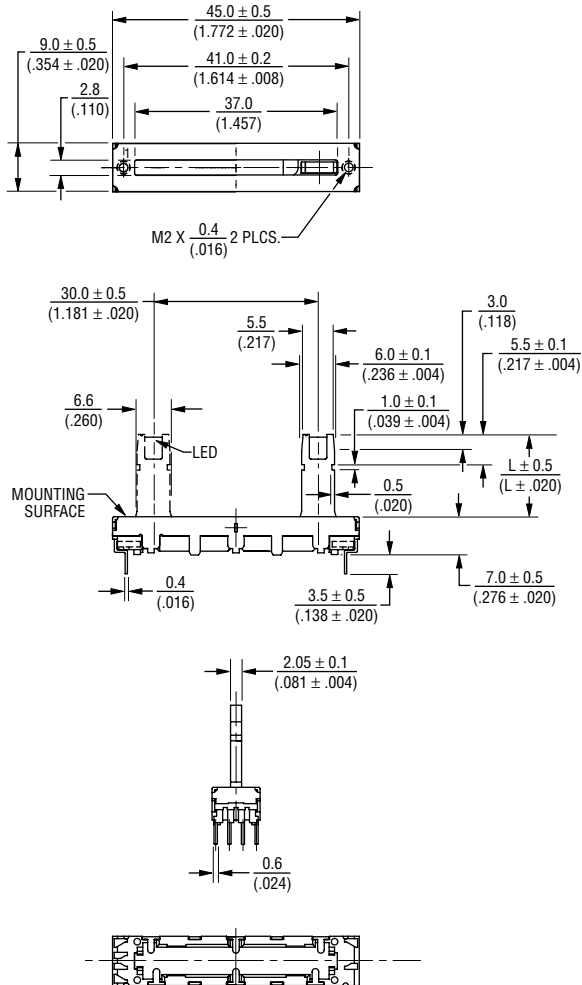 45.0 ± 0.5
(1.772 ± .020)
9.0 ± 0.5
(.354 ± .020)
41.0 ± 0.2
(1.614 ± .008)
2.8
(.110)
37.0
(1.457)
1
M2 X 0.4 2 PLCS.
(.016)
30.0 ± 0.5
(1.181 ± .020)
5.5
(.217)
3.0
(.118)
6.0 ± 0.1
(.236 ± .004)
5.5 ± 0.1
(.217 ± .004)
6.6
(.260)
1.0 ± 0.1
(.039 ± .004)
LED
L ± 0.5
(L ± .020)
MOUNTING
SURFACE
0.5
(.020)
0.4
(.016)
3.5 ± 0.5
(.138 ± .020)
7.0 ± 0.5
(.276 ± .020)
2.05 ± 0.1
(.081 ± .004)
0.6
(.024)